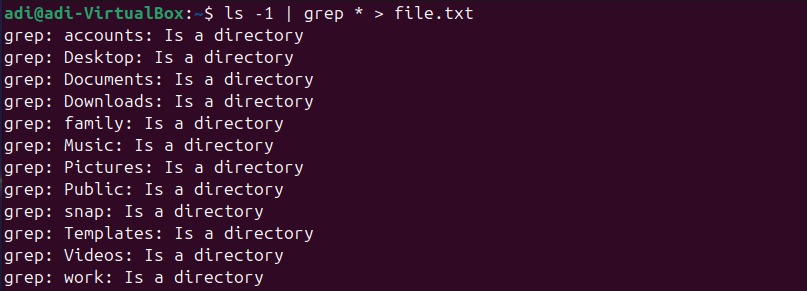 adi@adi-VirtualBox:~$ ls -1 | grep * > file.txt
grep: accounts: Is a directory
grep: Desktop: Is a directory
grep: Documents: Is a directory
grep: Downloads: Is a directory
grep: family: Is a directory
grep: Music: Is a directory
grep: Pictures: Is a directory
grep: Public: Is a directory
grep: snap: Is a directory
grep: Templates: Is a directory
grep: Videos: Is a directory
grep: work: Is a directory